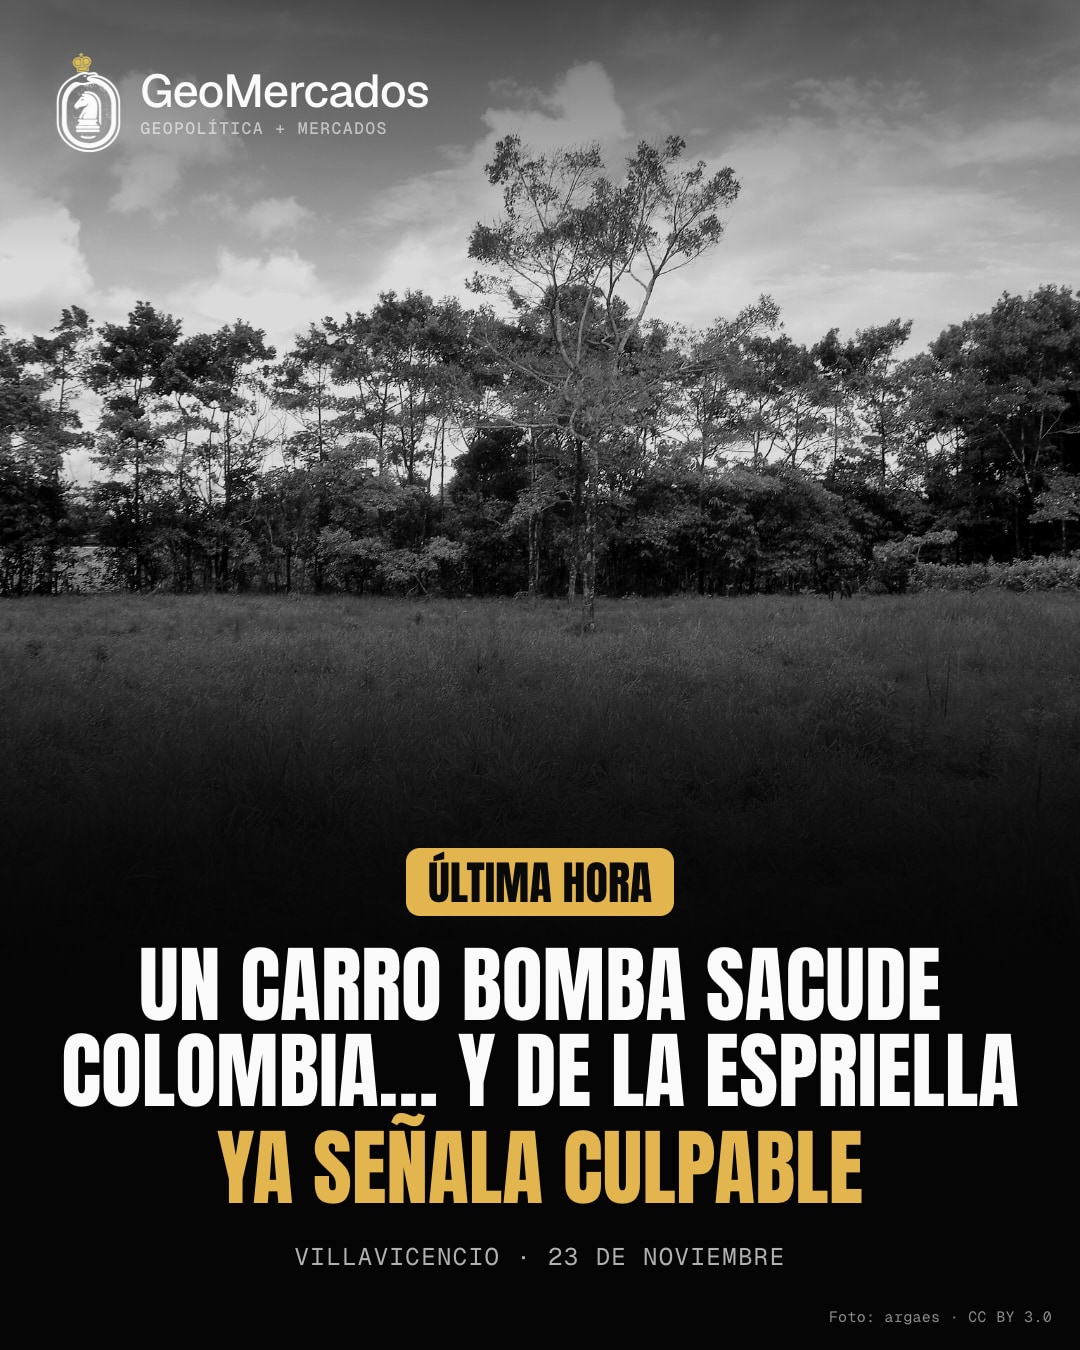 GeoMercados
GEOPOLÍTICA + MERCADOS
ÚLTIMA HORA
UN CARRO BOMBA SACUDE
COLOMBIA... Y DE LA ESPRIELLA
YA SEÑALA CULPABLE
VILLAVICENCIO · 23 DE NOVIEMBRE
Foto: argaes · CC BY 3.0